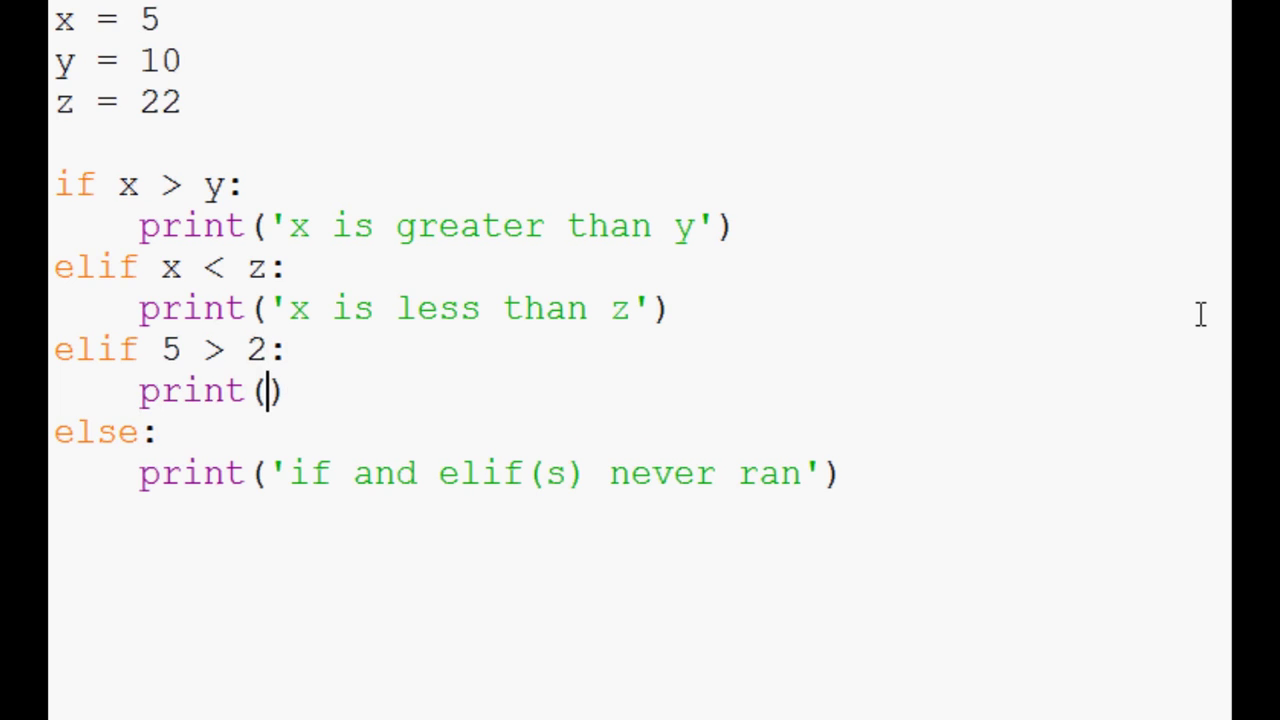 x = 5
y = 10
z = 22
if x > y:
    print('x is greater than y')
elif x < z:
    print('x is less than z')
elif 5 > 2:
    print()
else:
    print('if and elif(s) never ran')